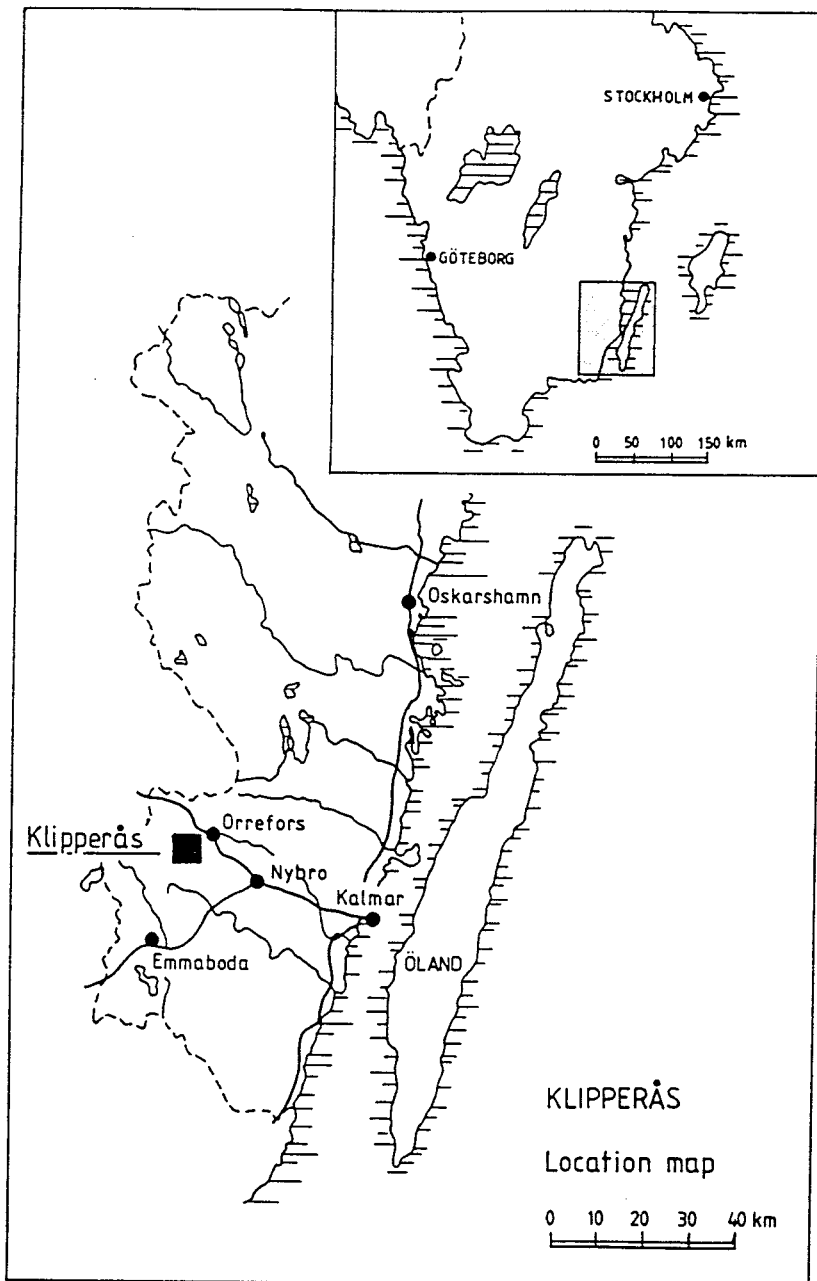 STOCKHOLM
GÖTEBORG
0 50 100 150 km
Oskarshamn
Orrefors
Klipperås
Nybro
Kalmar
Emmaboda
ÖLAND
KLIPPERÅS
Location map
0 10 20 30 40 km